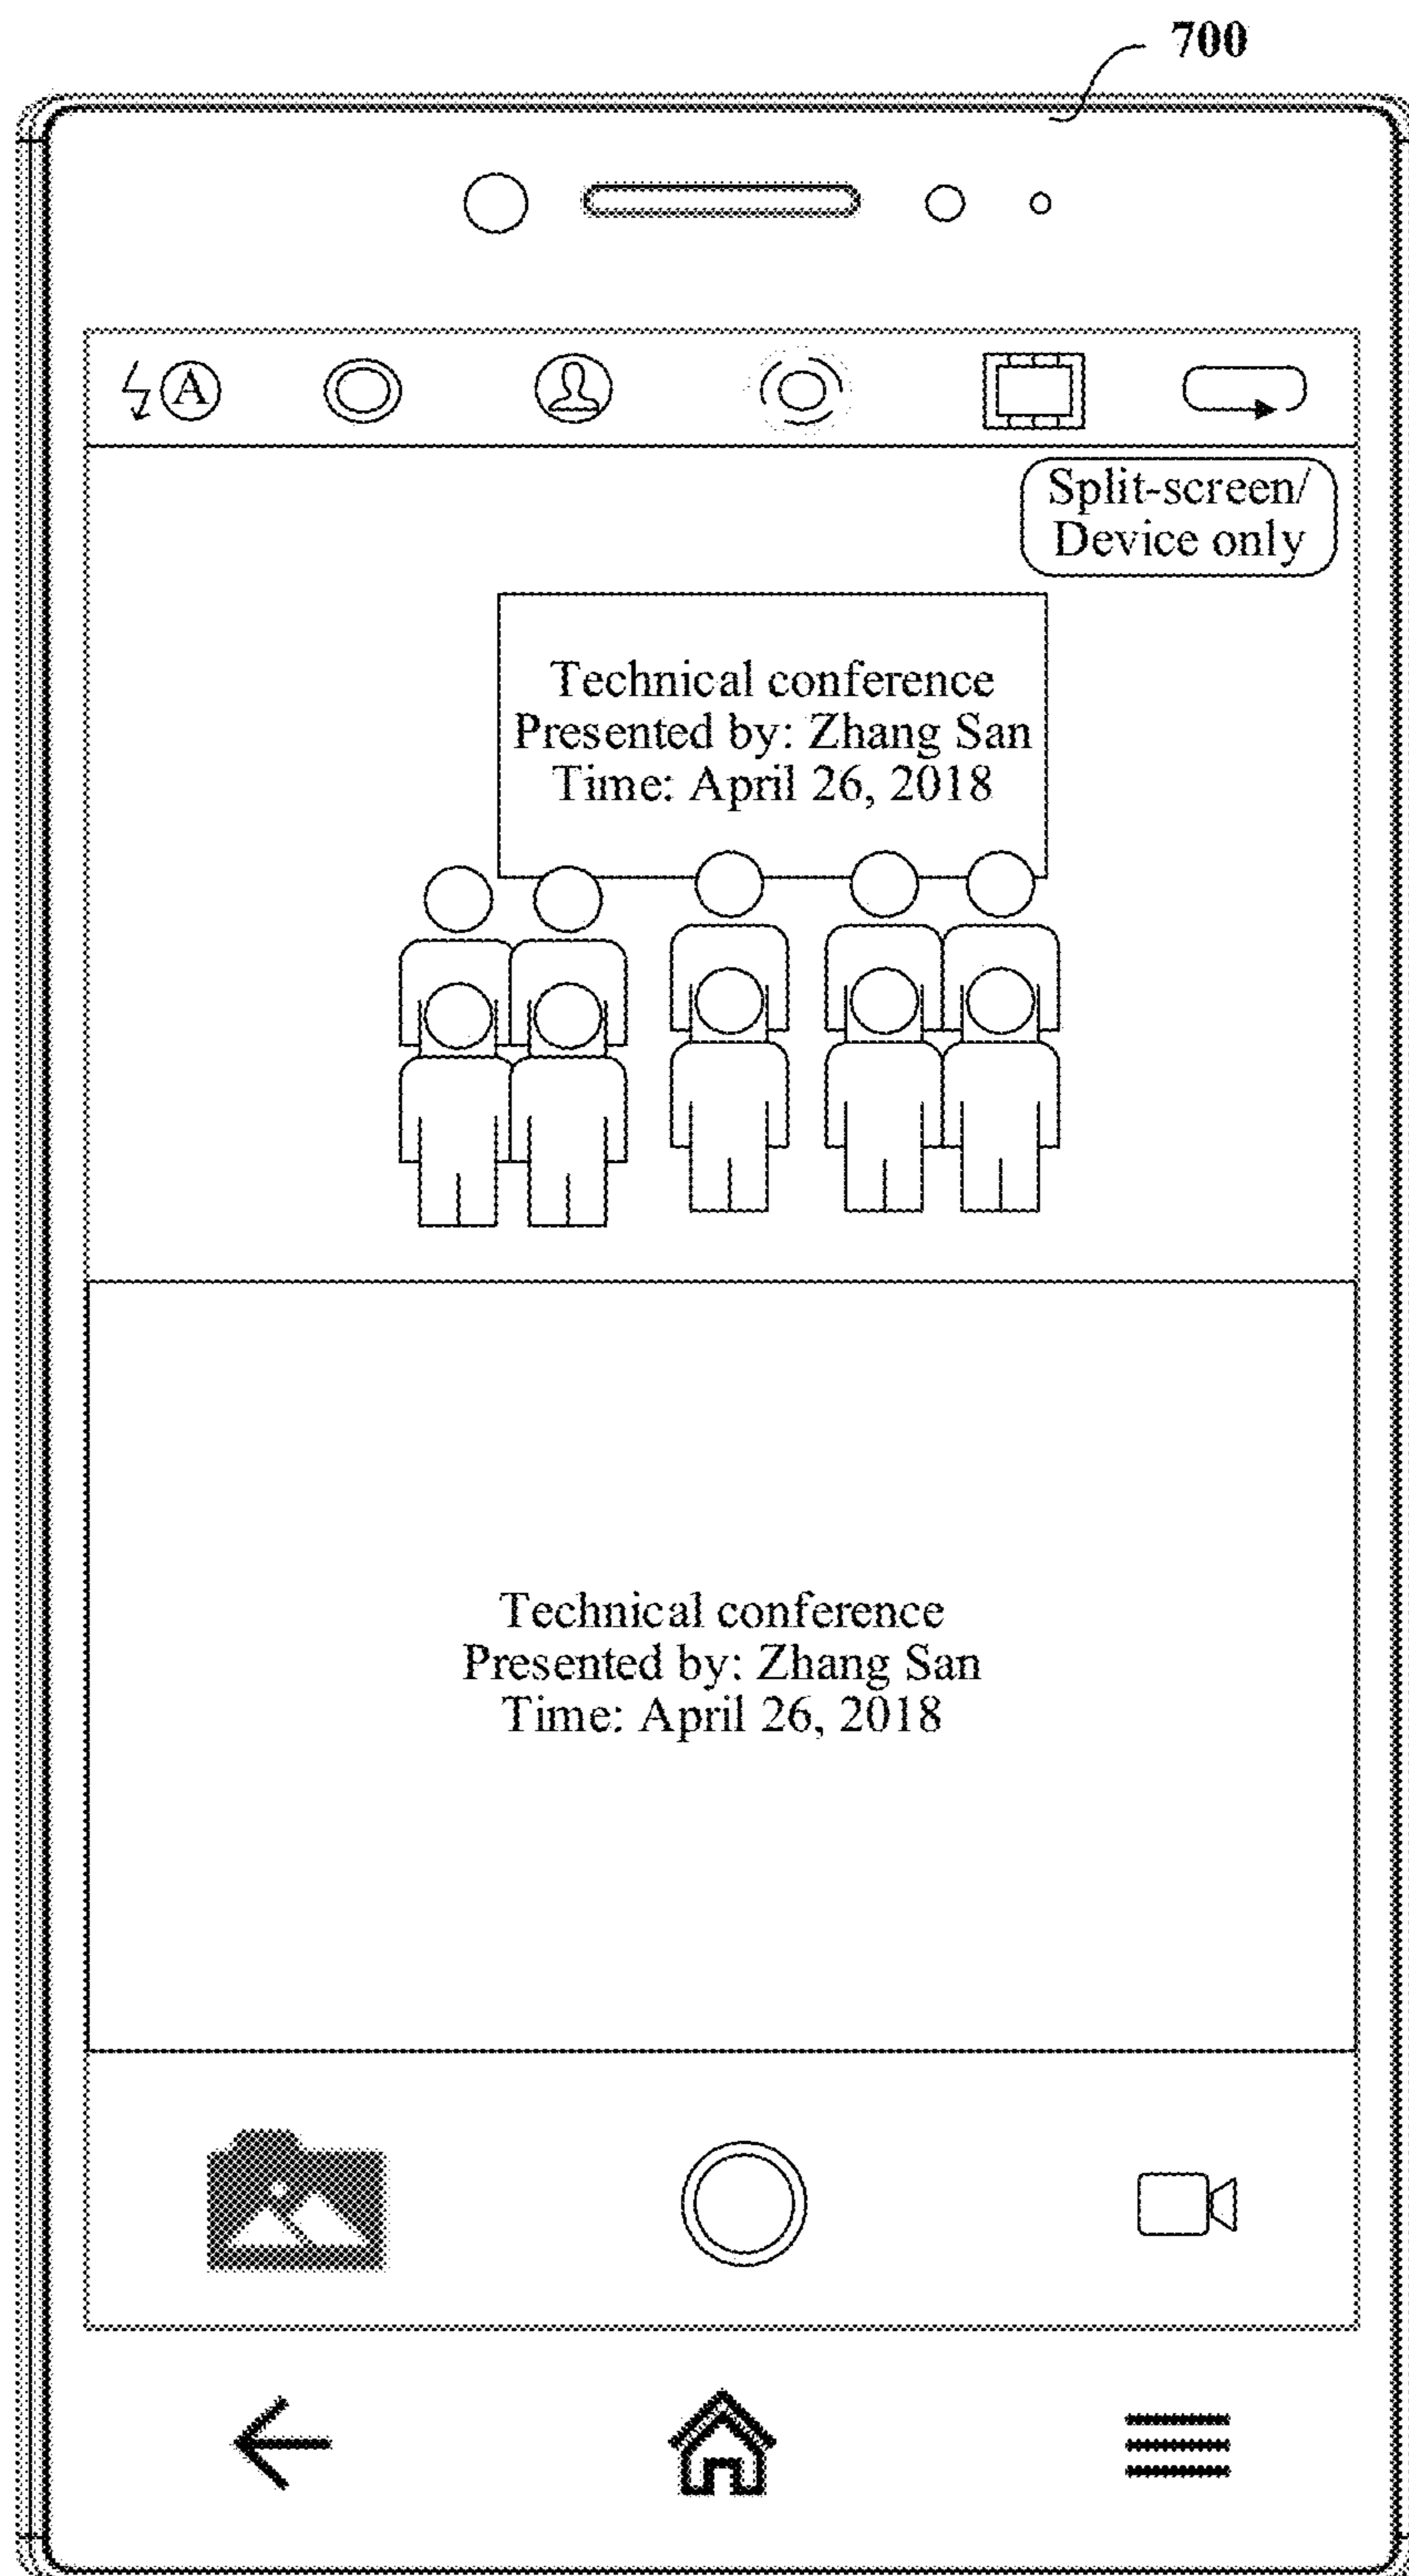 700
A
Split-screen/
Device only
Technical conference
Presented by: Zhang San
Time: April 26, 2018
Technical conference
Presented by: Zhang San
Time: April 26, 2018